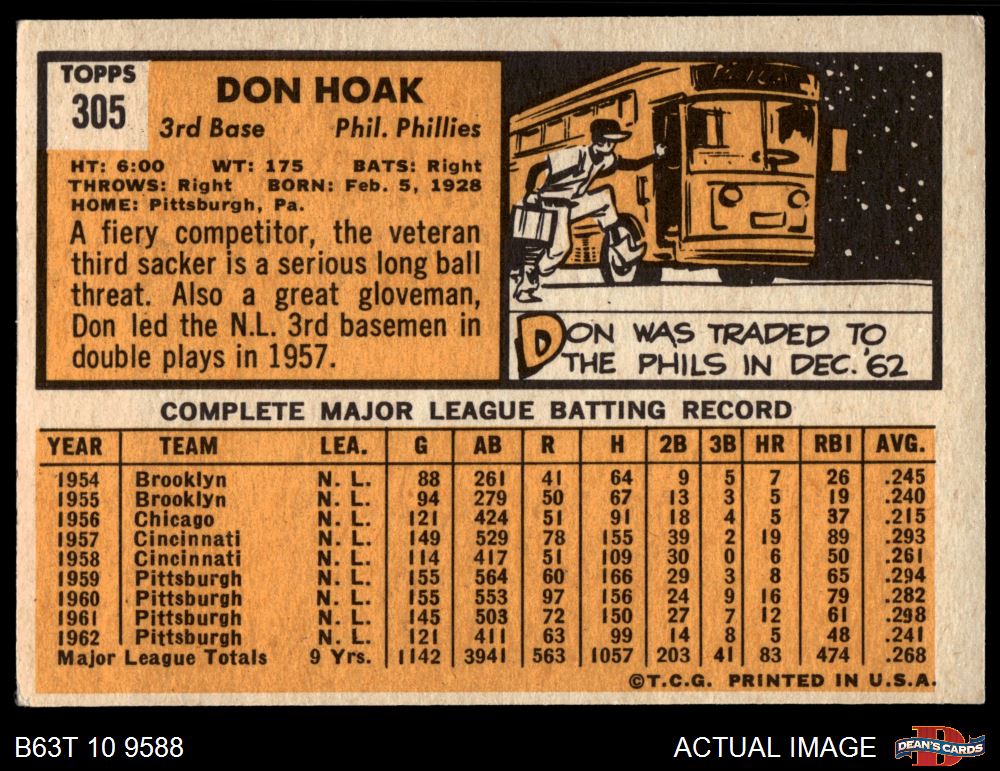 TOPPS
305
DON HOAK
3rd Base Phil. Phillies
HT: 6:00 WT: 175 BATS: Right
THROWS: Right BORN: Feb. 5, 1928
HOME: Pittsburgh, Pa.
A fiery competitor, the veteran
third sacker is a serious long ball
threat. Also a great gloveman,
Don led the N.L. 3rd basemen in
double plays in 1957.
DON WAS TRADED TO
THE PHILS IN DEC. '62
COMPLETE MAJOR LEAGUE BATTING RECORD
YEAR TEAM LEA. G AB R H 2B 3B HR RBI AVG.
1954 Brooklyn N. L. 88 261 41 64 9 5 7 26 .245
1955 Brooklyn N. L. 94 279 50 67 13 3 5 19 .240
1956 Chicago N. L. 121 424 51 91 18 4 5 37 .215
1957 Cincinnati N. L. 149 529 78 155 39 2 19 89 .293
1958 Cincinnati N. L. 114 417 51 109 30 0 6 50 .261
1959 Pittsburgh N. L. 155 564 60 166 29 3 8 65 .294
1960 Pittsburgh N. L. 155 553 97 156 24 9 16 79 .282
1961 Pittsburgh N. L. 145 503 72 150 27 7 12 61 .298
1962 Pittsburgh N. L. 121 411 63 99 14 8 5 48 .241
Major League Totals 9 Yrs. 1142 3941 563 1057 203 41 83 474 .268
©T.C.G. PRINTED IN U.S.A.
B63T 10 9588 ACTUAL IMAGE DEAN'S CARDS